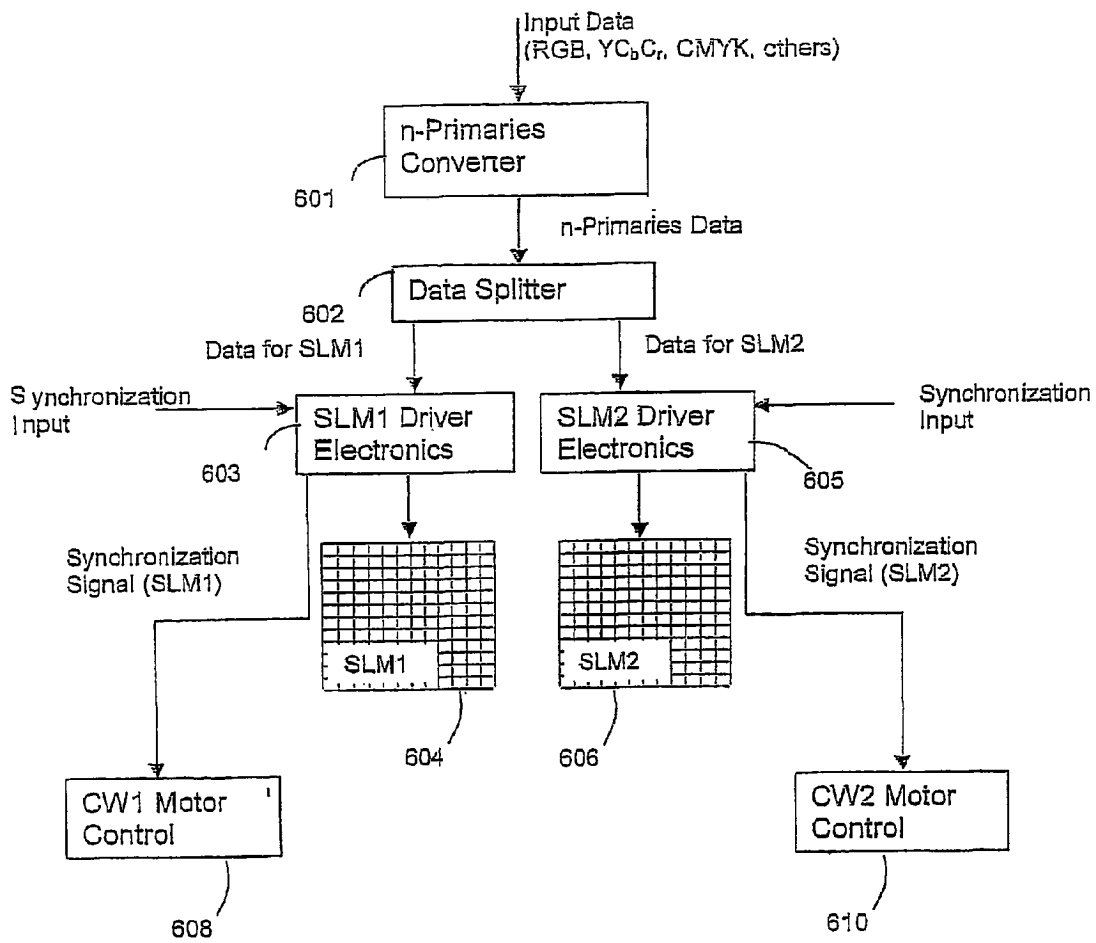 Input Data
(RGB, YCbCr, CMYK, cthers)
n-Primaries
Converter
601
n-Primaries Data
Data Splitter
602
Data for SLM1
Data for SLM2
Synchronization
Input
SLM1 Driver
Electronics
SLM2 Driver
Electronics
Synchronization
Input
603
605
Synchronization
Signal (SLM1)
SLM1
SLM2
Synchronization
Signal (SLM2)
604
606
CW1 Motor
Control
CW2 Motor
Control
608
610